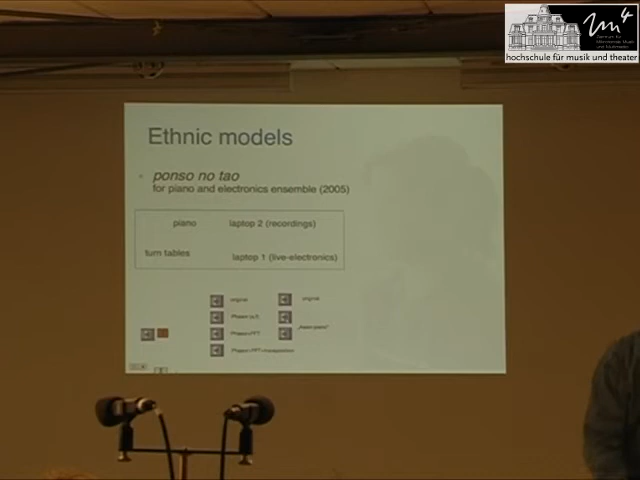 hochschule für musik und theater
Ethnic models
ponso no tao
for piano and electronics ensemble (2005)
piano laptop 2 (recordings)
turn tables laptop 1 (live-electronics)
original original